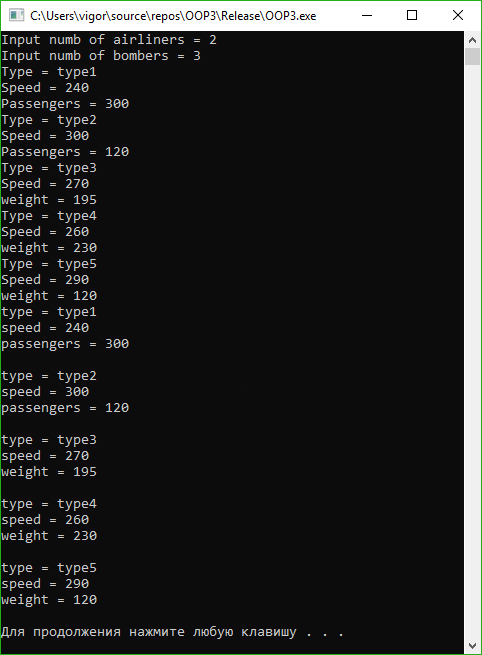 C:\Users\vigor\source\repos\OOP3\Release\OOP3.exe
Input numb of airliners = 2
Input numb of bombers = 3
Type = type1
Speed = 240
Passengers = 300
Type = type2
Speed = 300
Passengers = 120
Type = type3
Speed = 270
weight = 195
Type = type4
Speed = 260
weight = 230
Type = type5
Speed = 290
weight = 120
type = type1
speed = 240
passengers = 300

type = type2
speed = 300
passengers = 120

type = type3
speed = 270
weight = 195

type = type4
speed = 260
weight = 230

type = type5
speed = 290
weight = 120

Для продолжения нажмите любую клавишу . . .